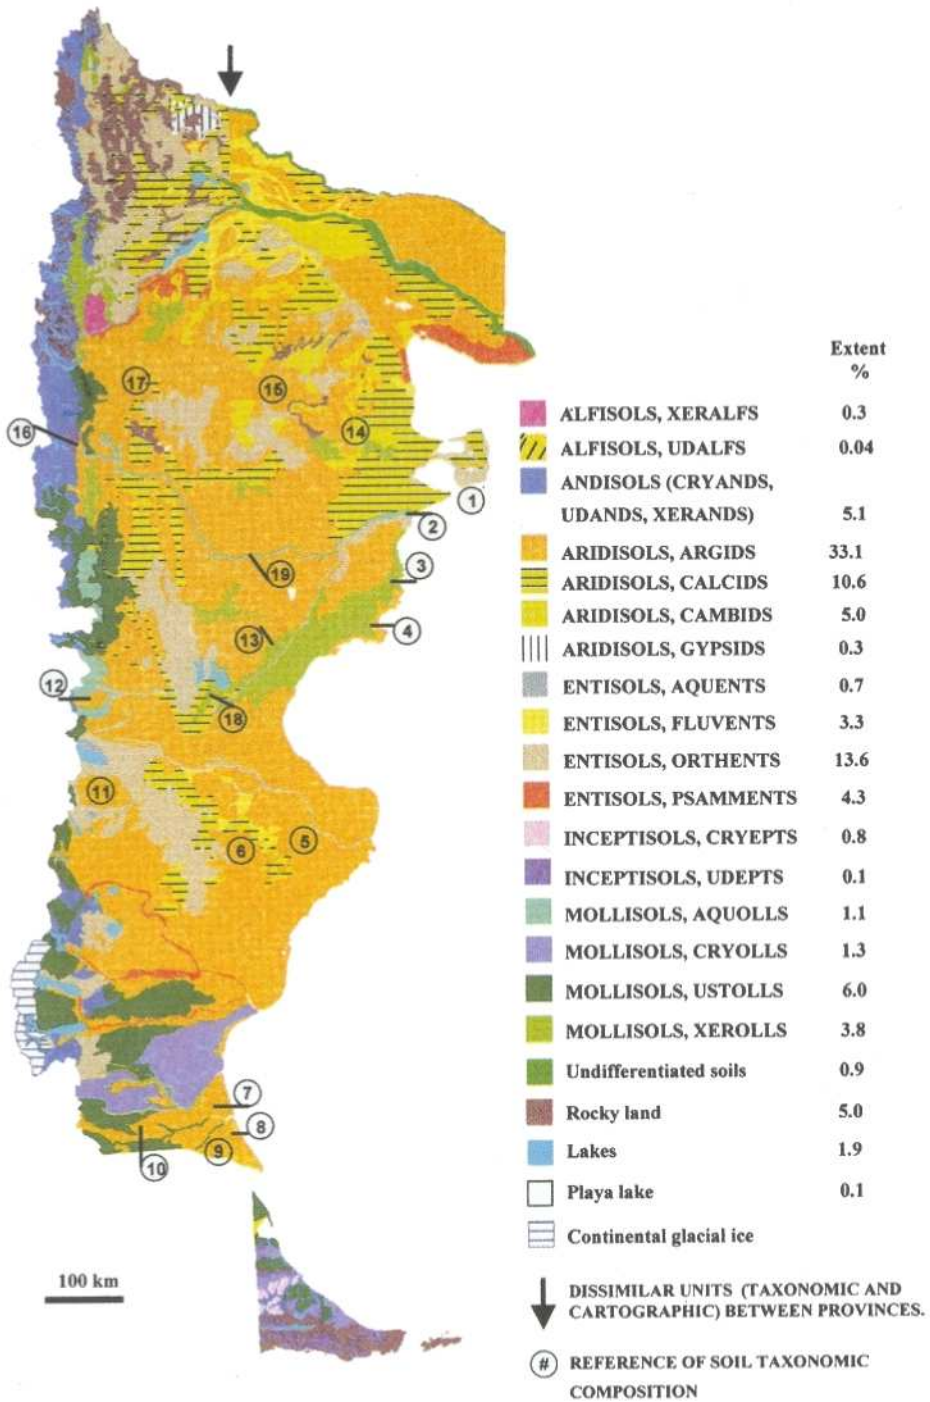 Extent
%
ALFISOLS, XERALFS 0.3
ALFISOLS, UDALFS 0.04
ANDISOLS (CRYANDS,
UDANDS, XERANDS) 5.1
ARIDISOLS, ARGIDS 33.1
ARIDISOLS, CALCIDS 10.6
ARIDISOLS, CAMBIDS 5.0
ARIDISOLS, GYPSIDS 0.3
ENTISOLS, AQUENTS 0.7
ENTISOLS, FLUVENTS 3.3
ENTISOLS, ORTHENTS 13.6
ENTISOLS, PSAMMENTS 4.3
INCEPTISOLS, CRYEPTS 0.8
INCEPTISOLS, UDEPTS 0.1
MOLLISOLS, AQUOLLS 1.1
MOLLISOLS, CRYOLLS 1.3
MOLLISOLS, USTOLLS 6.0
MOLLISOLS, XEROLLS 3.8
Undifferentiated soils 0.9
Rocky land 5.0
Lakes 1.9
Playa lake 0.1
Continental glacial ice
DISSIMILAR UNITS (TAXONOMIC AND
CARTOGRAPHIC) BETWEEN PROVINCES.
# REFERENCE OF SOIL TAXONOMIC
COMPOSITION
17
15
16
14
1
2
3
19
4
13
12
18
11
5
6
7
8
9
10
100 km